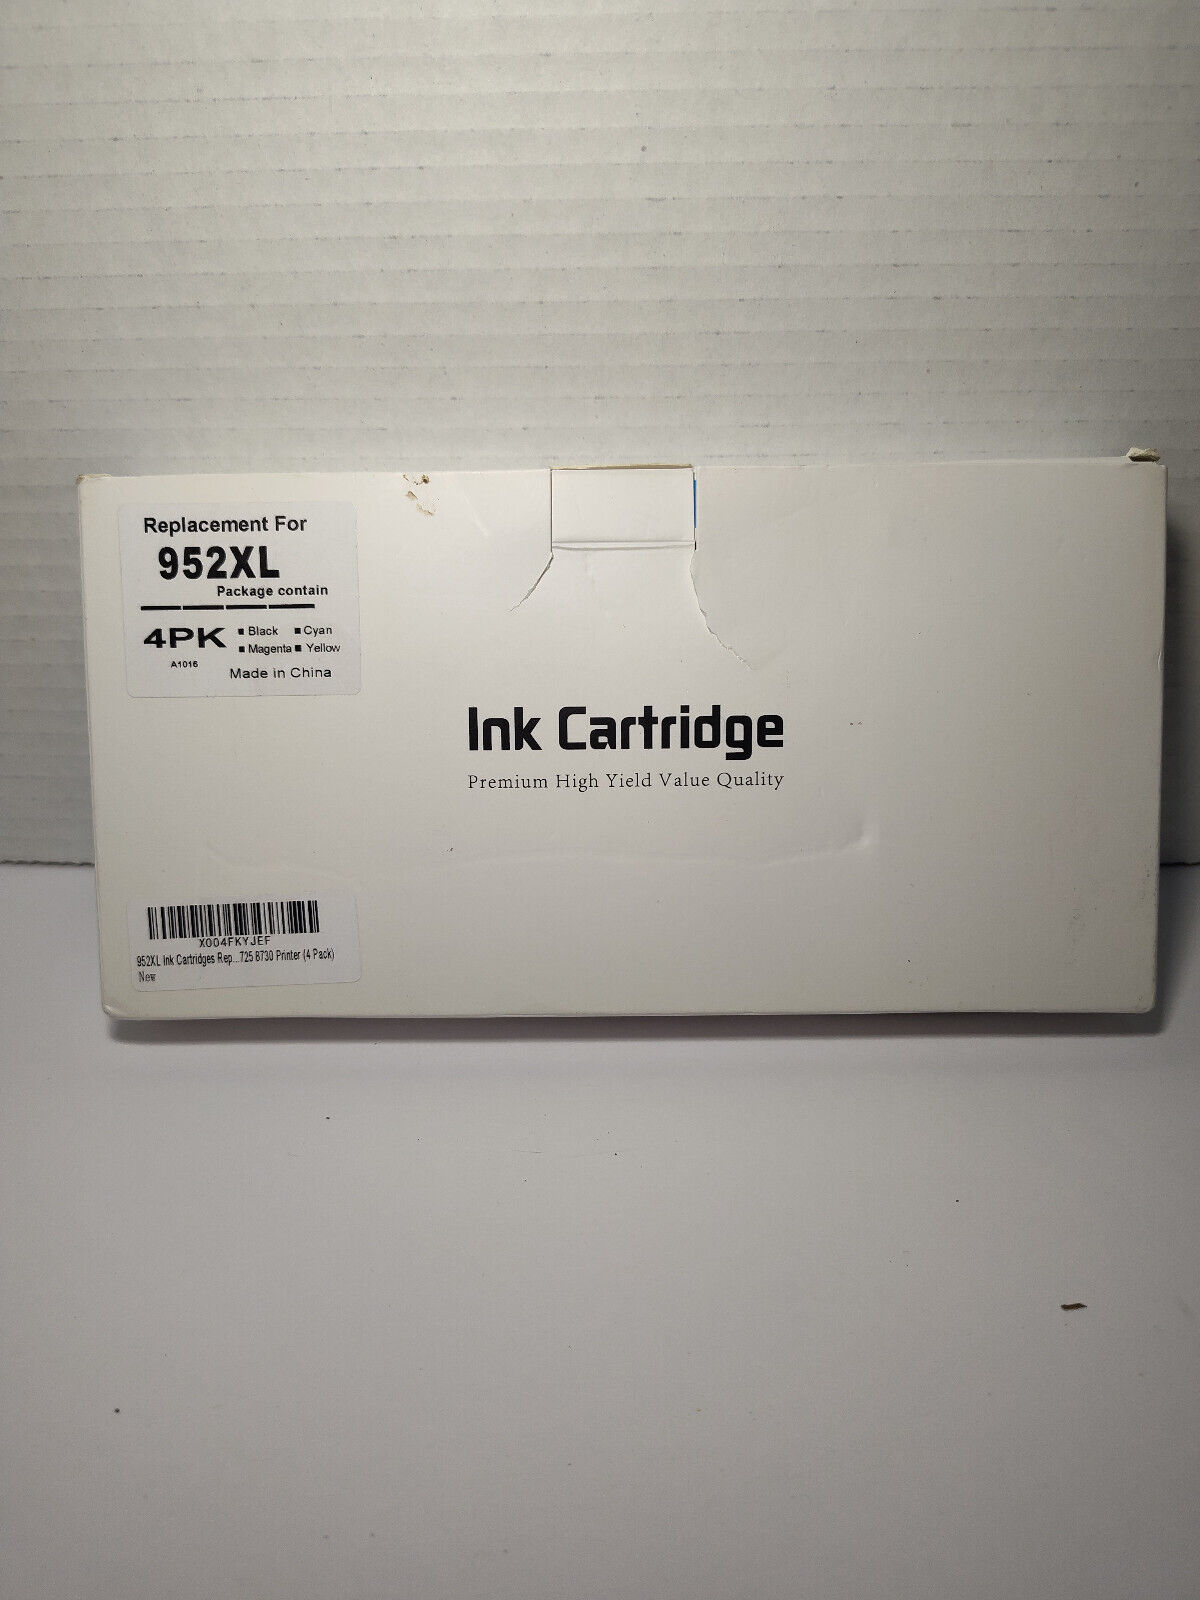 Replacement For
952XL
Package contain
4PK ■ Black ■ Cyan
■ Magenta ■ Yellow
A1016
Made in China
Ink Cartridge
Premium High Yield Value Quality
X004FKYJEF
952XL Ink Cartridges Rep...725 8730 Printer (4 Pack)
New